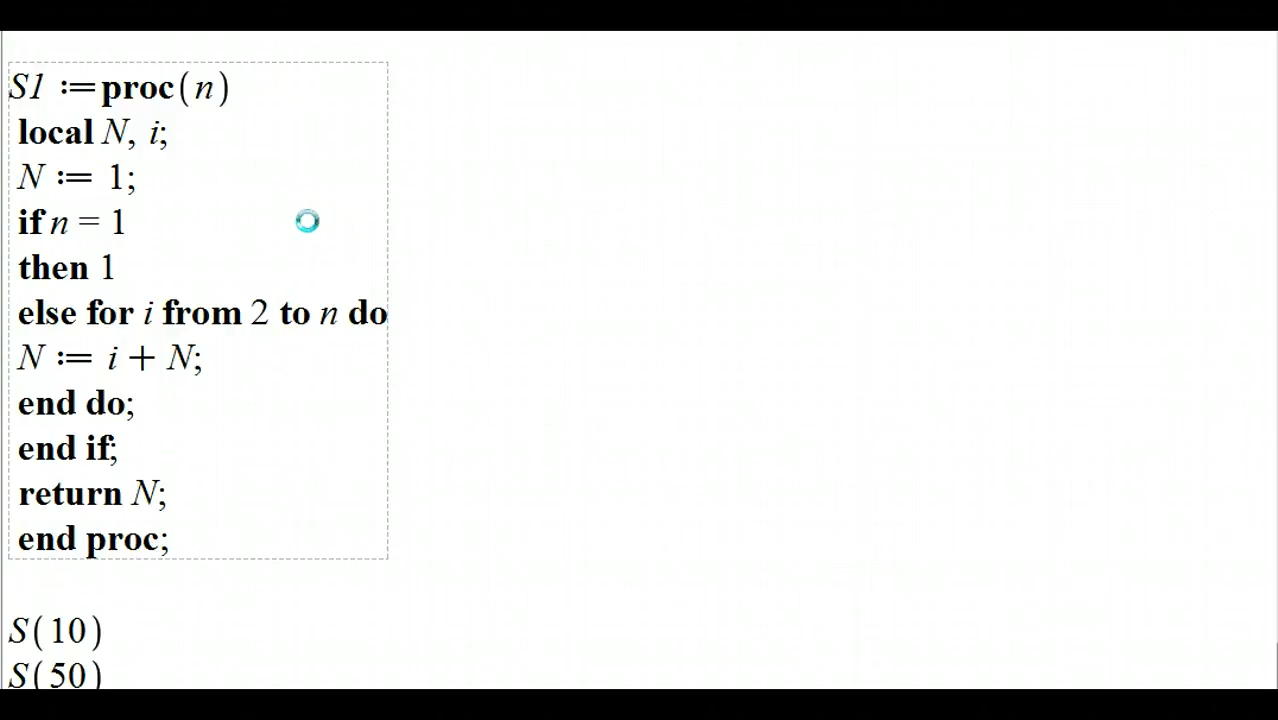 S1 := proc(n)
local N, i;
N := 1;
if n = 1
then 1
else for i from 2 to n do
N := i + N;
end do;
end if;
return N;
end proc;
S(10)
S(50)